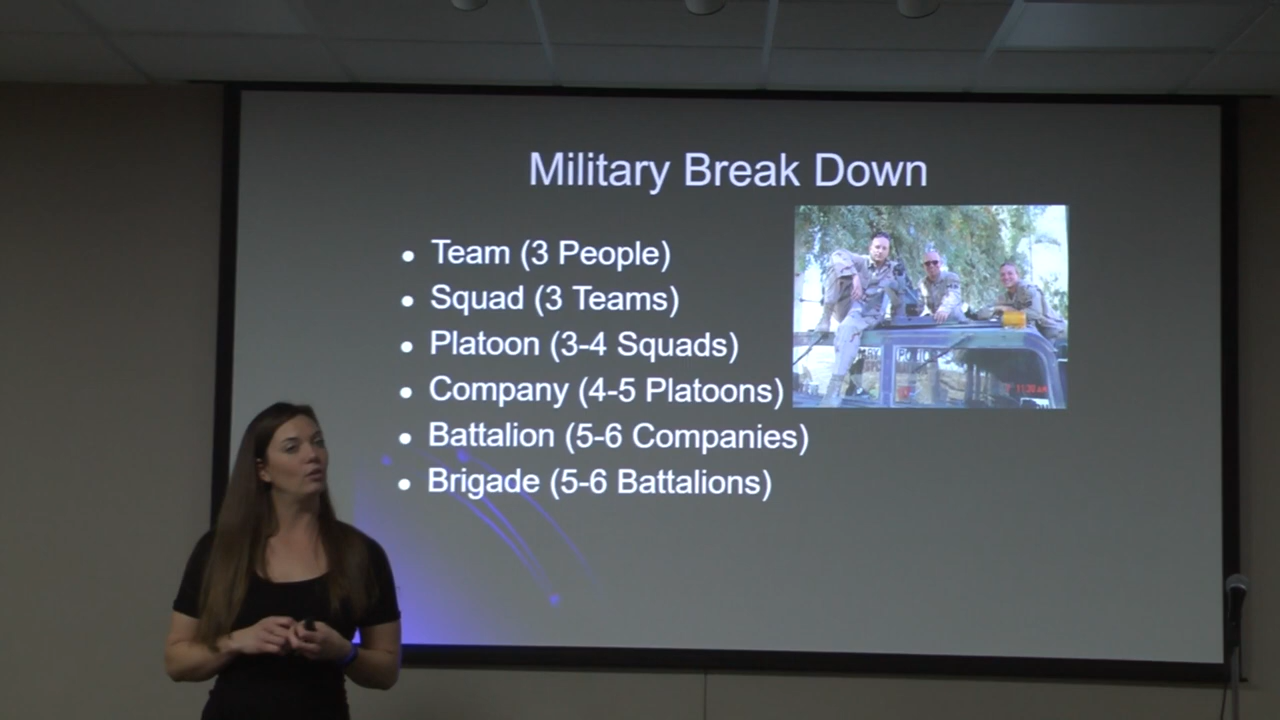 Military Break Down
• Team (3 People)
• Squad (3 Teams)
• Platoon (3-4 Squads)
• Company (4-5 Platoons)
• Battalion (5-6 Companies)
• Brigade (5-6 Battalions)